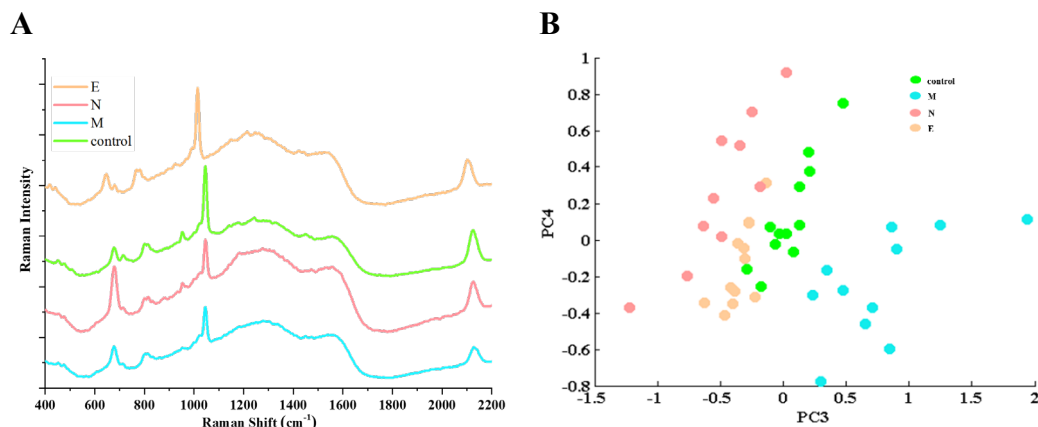 A
E
N
M
control
Raman Intensity
400 600 800 1000 1200 1400 1600 1800 2000 2200
Raman Shift (cm⁻¹)
B
control
M
N
E
PC4
1
0.8
0.6
0.4
0.2
0
-0.2
-0.4
-0.6
-0.8
-1.5 -1 -0.5 0 0.5 1 1.5 2
PC3